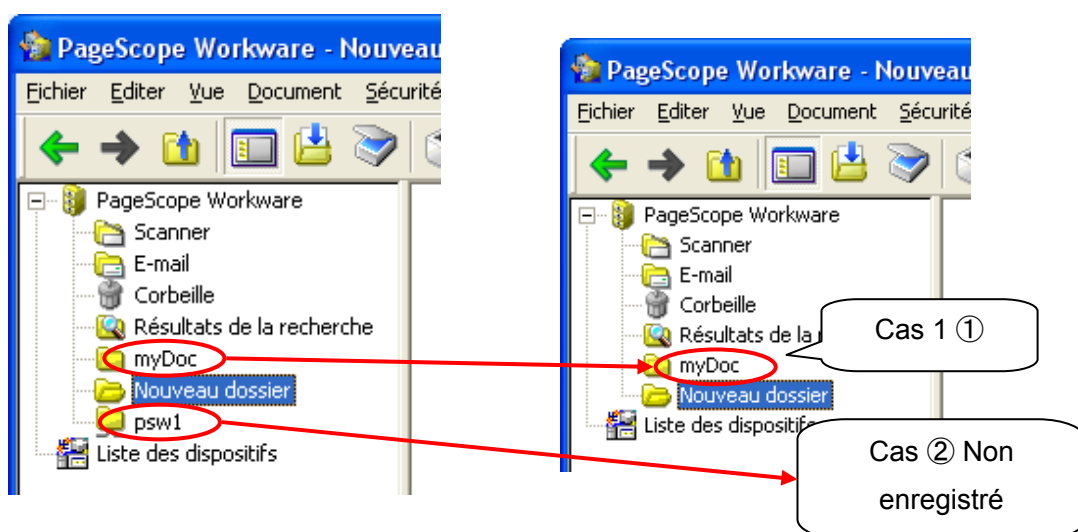 PageScope Workware - Nouveau
Fichier Editer Vue Document Sécurité
PageScope Workware
Scanner
E-mail
Corbeille
Résultats de la recherche
myDoc
Nouveau dossier
psw1
Liste des dispositifs
PageScope Workware - Nouveau
Fichier Editer Vue Document Sécurité
PageScope Workware
Scanner
E-mail
Corbeille
Résultats de la
myDoc
Nouveau dossier
Liste des dispositifs
Cas 1 ①
Cas ② Non
enregistré